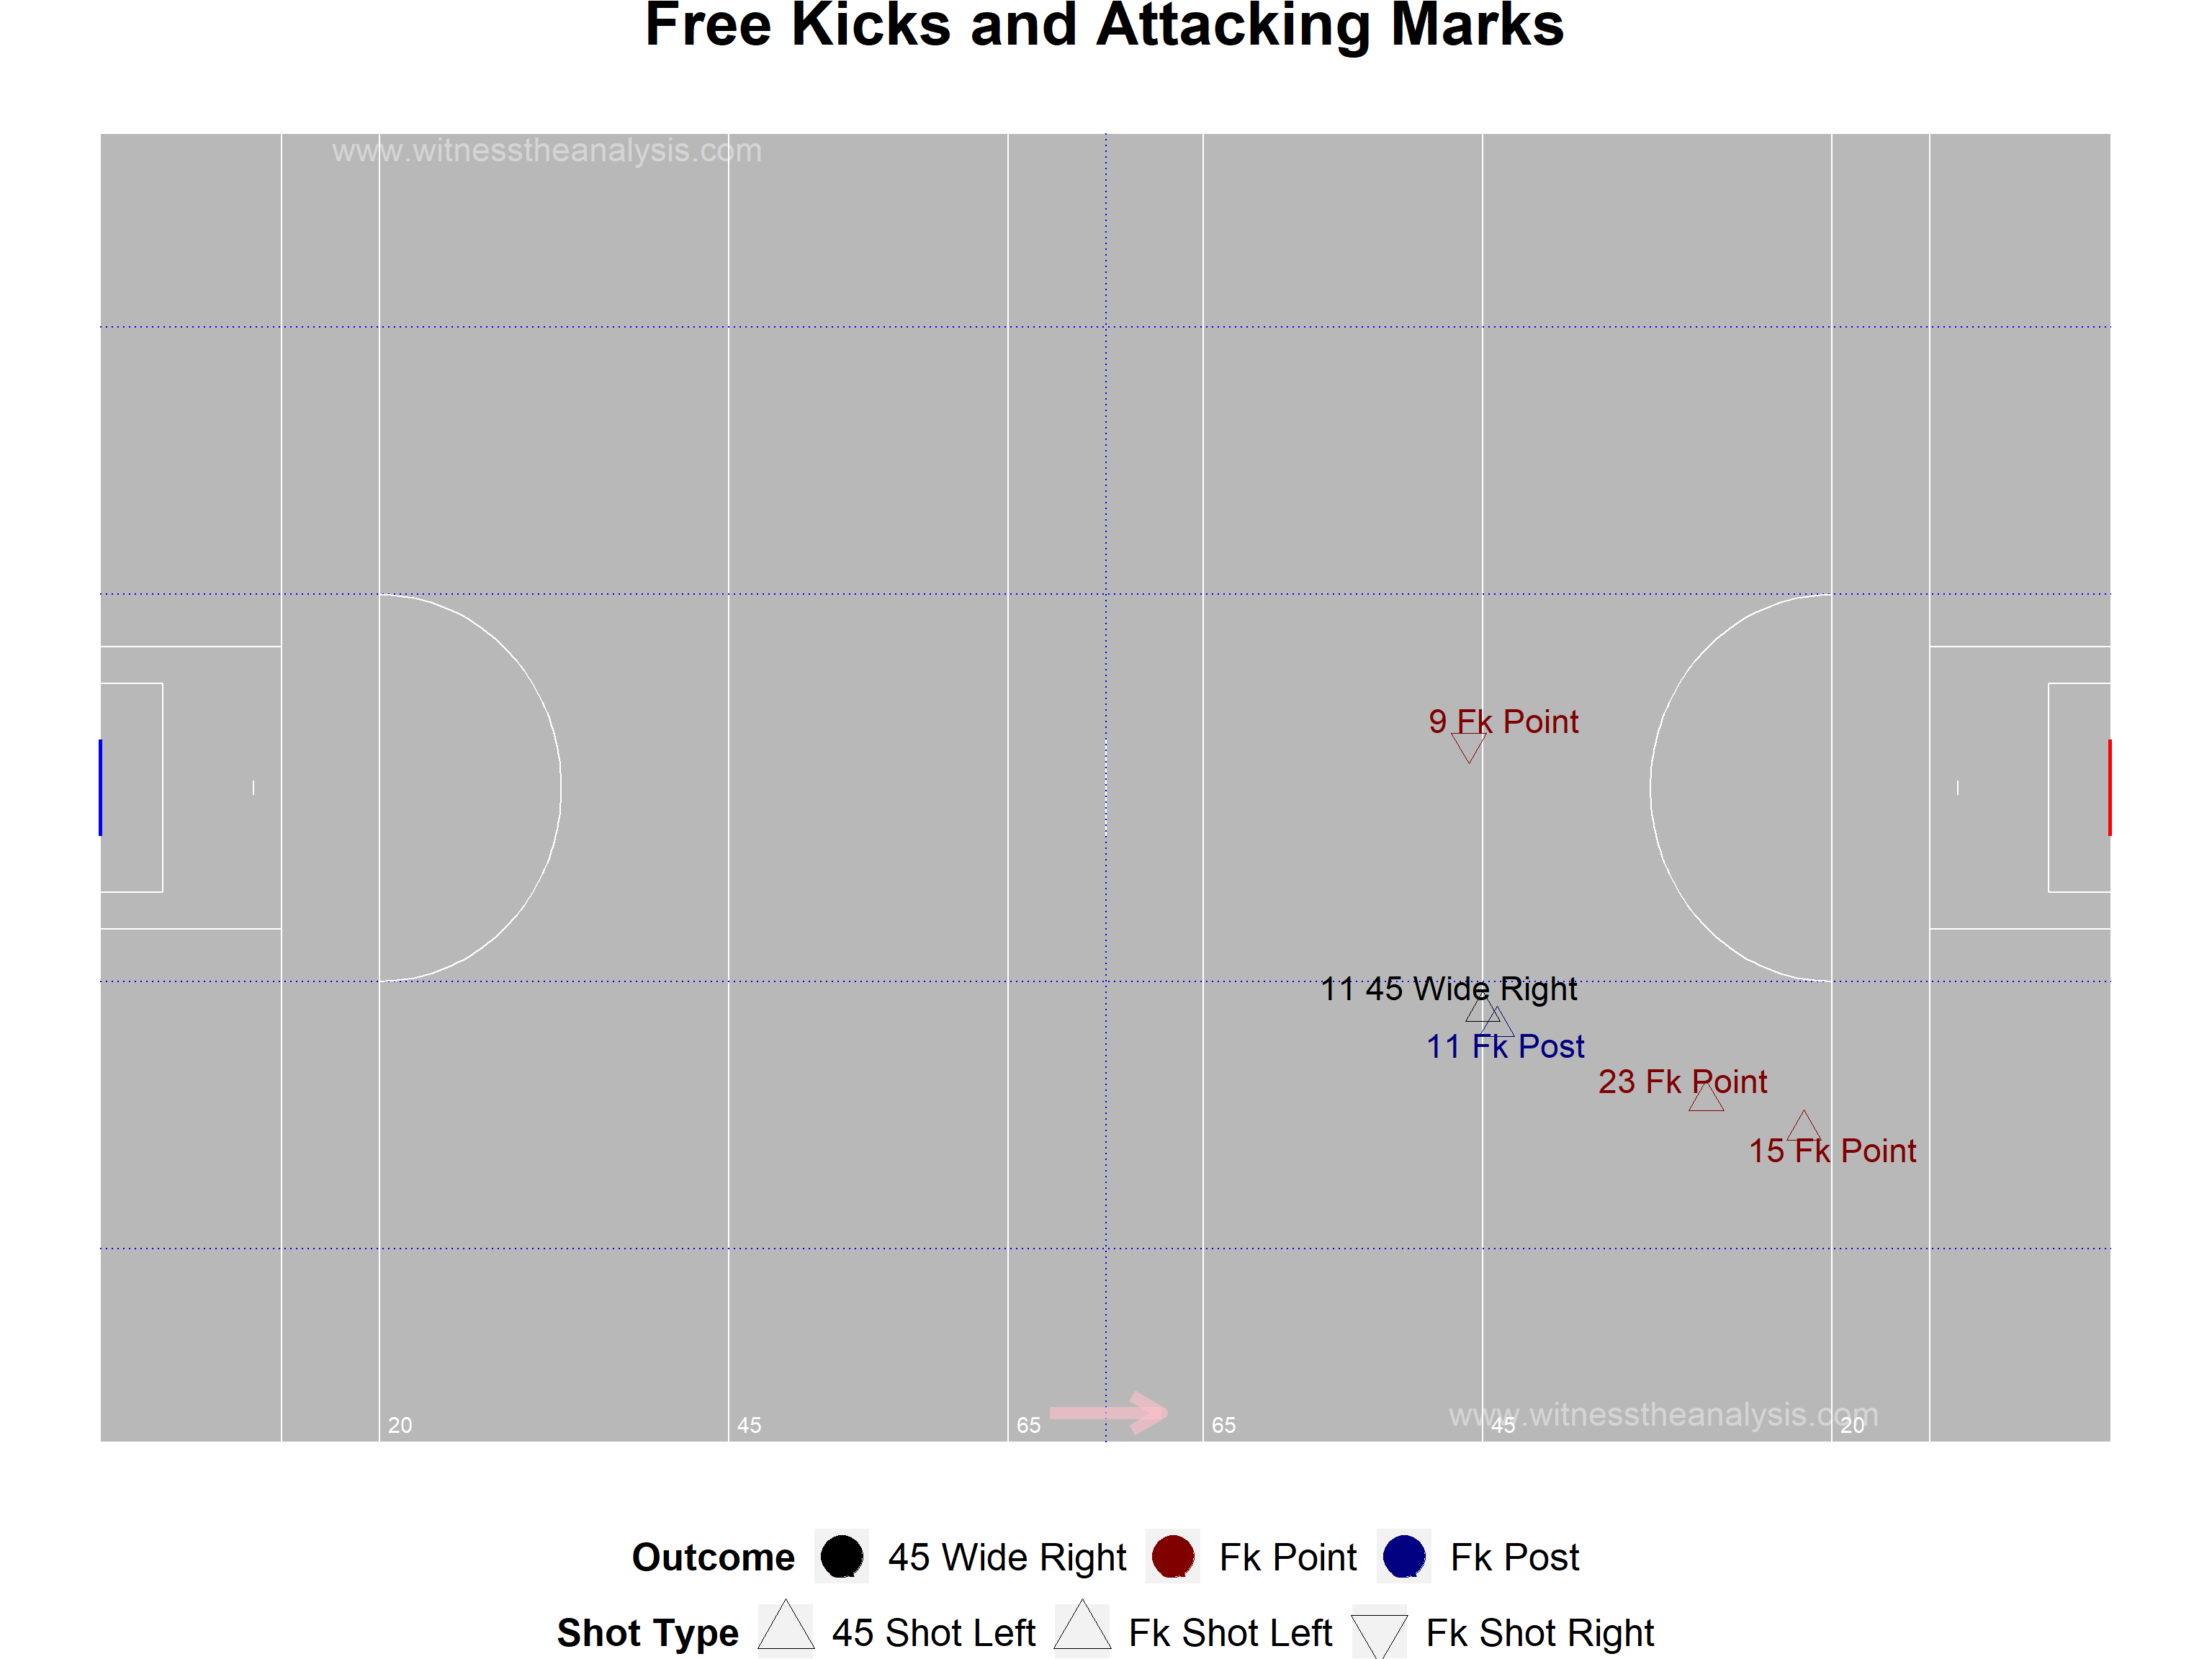 Free Kicks and Attacking Marks
www.witnesstheanalysis.com
9 Fk Point
11 45 Wide Right
11 Fk Post
23 Fk Point
15 Fk Point
www.witnesstheanalysis.com
20 45 65 65 45 20
Outcome 45 Wide Right Fk Point Fk Post
Shot Type 45 Shot Left Fk Shot Left Fk Shot Right